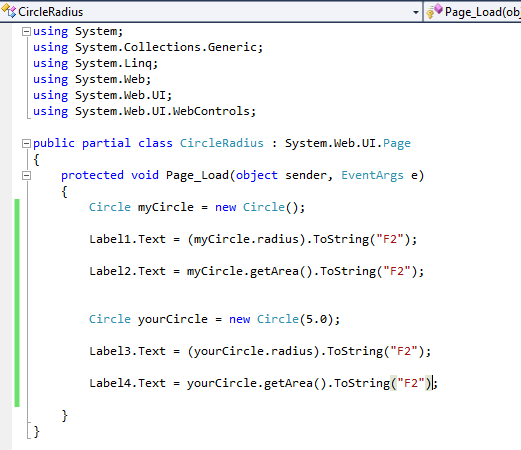 CircleRadius
Page_Load(ob
using System;
using System.Collections.Generic;
using System.Linq;
using System.Web;
using System.Web.UI;
using System.Web.UI.WebControls;
public partial class CircleRadius : System.Web.UI.Page
{
protected void Page_Load(object sender, EventArgs e)
{
Circle myCircle = new Circle();
Label1.Text = (myCircle.radius).ToString("F2");
Label2.Text = myCircle.getArea().ToString("F2");
Circle yourCircle = new Circle(5.0);
Label3.Text = (yourCircle.radius).ToString("F2");
Label4.Text = yourCircle.getArea().ToString("F2");
}
}